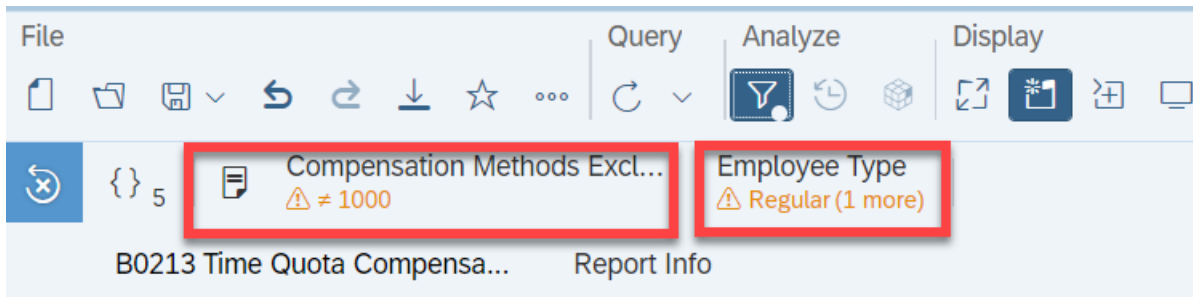 File Query Analyze Display
{} 5 Compensation Methods Excl... Employee Type
≠ 1000 Regular (1 more)
B0213 Time Quota Compensa... Report Info